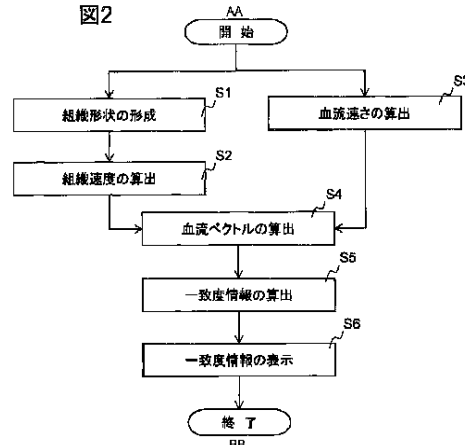 図2
AA
開始
S1
組織形状の形成
S3
血流速さの算出
S2
組織速度の算出
S4
血流ベクトルの算出
S5
一致度情報の算出
S6
一致度情報の表示
終了
BB